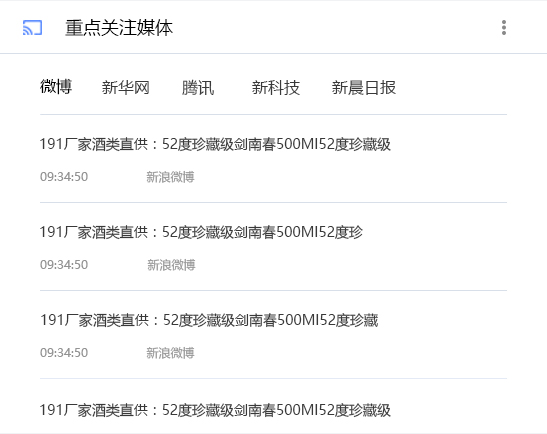 重点关注媒体
微博 新华网 腾讯 新科技 新晨日报
191厂家酒类直供：52度珍藏级剑南春500Ml52度珍藏级
09:34:50 新浪微博
191厂家酒类直供：52度珍藏级剑南春500Ml52度珍
09:34:50 新浪微博
191厂家酒类直供：52度珍藏级剑南春500Ml52度珍藏
09:34:50 新浪微博
191厂家酒类直供：52度珍藏级剑南春500Ml52度珍藏级